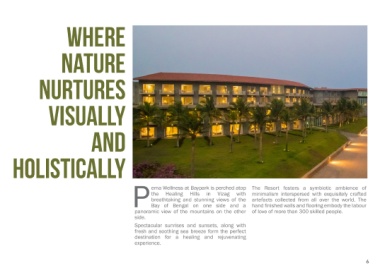 WHERE
NATURE
NURTURES
VISUALLY
AND
HOLISTICALLY
Pema Wellness at Baypark is perched atop
the Healing Hills in Vizag with
breathtaking and stunning views of the
Bay of Bengal on one side and a
panoramic view of the mountains on the other
side.
Spectacular sunrises and sunsets, along with
fresh and soothing sea breeze form the perfect
destination for a healing and rejuvenating
experience.
The Resort fosters a symbiotic ambience of
minimalism interspersed with exquisitely crafted
artefacts collected from all over the world. The
hand finished walls and flooring embody the labour
of love of more than 300 skilled people.
6